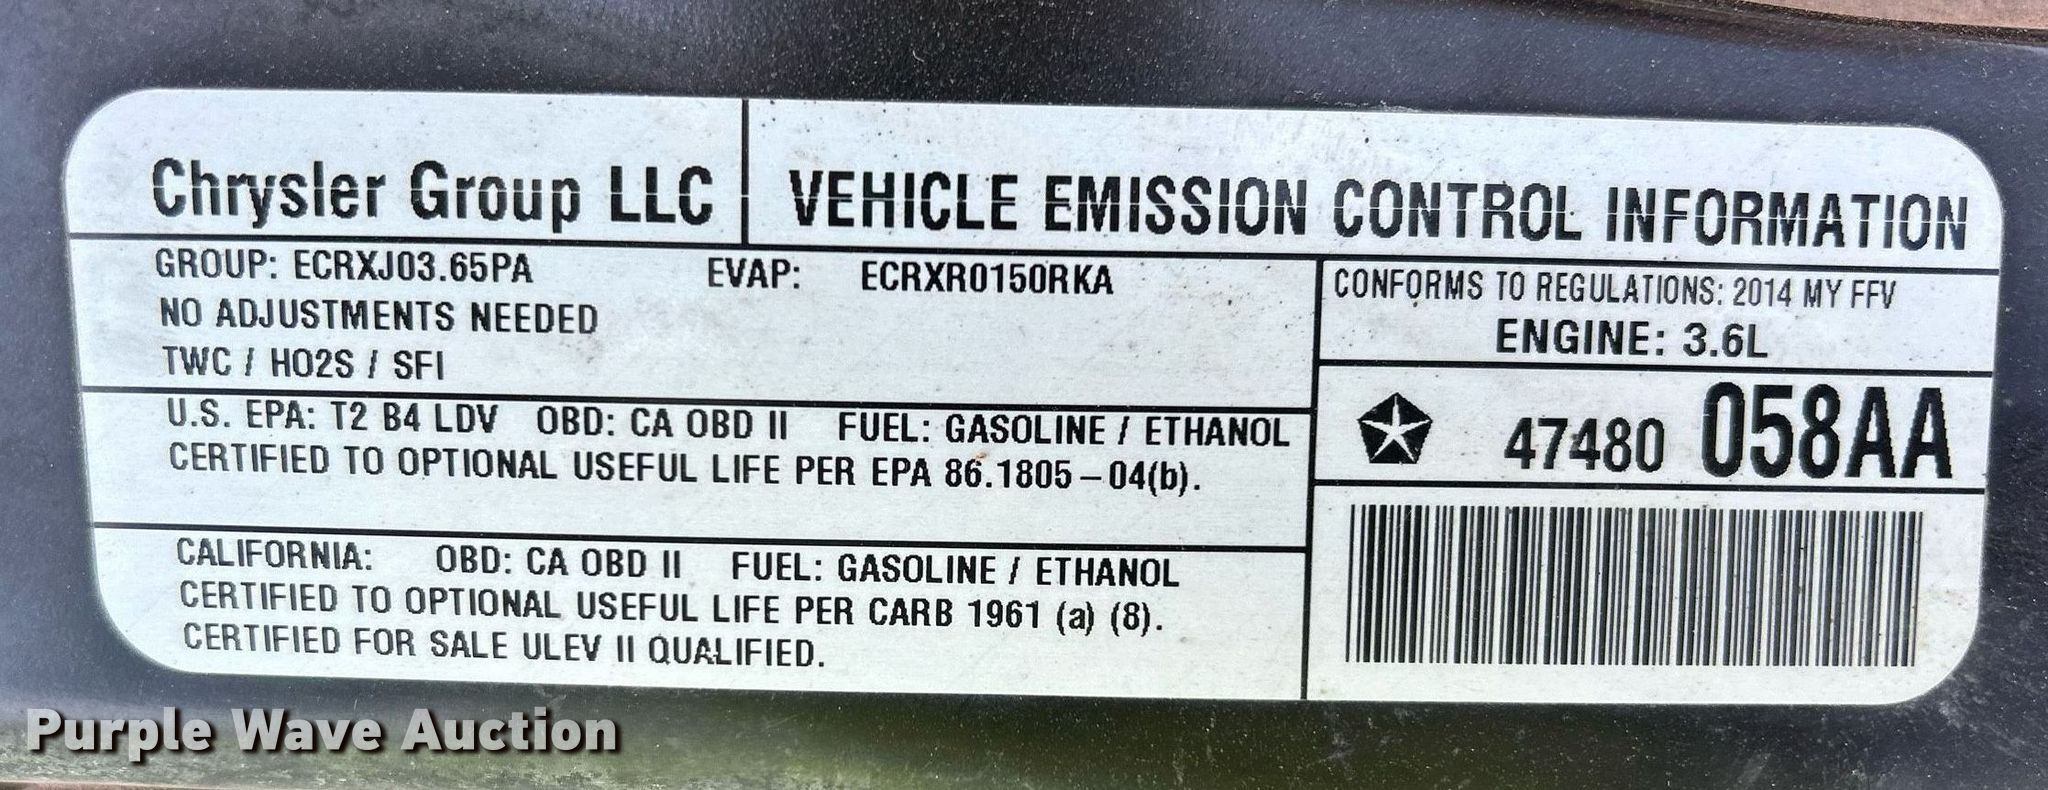 Chrysler Group LLC
VEHICLE EMISSION CONTROL INFORMATION
GROUP: ECRXJ03.65PA EVAP: ECRXR0150RKA
NO ADJUSTMENTS NEEDED
TWC / HO2S / SFI
CONFORMS TO REGULATIONS: 2014 MY FFV
ENGINE: 3.6L
47480 058AA
U.S. EPA: T2 B4 LDV OBD: CA OBD II FUEL: GASOLINE / ETHANOL
CERTIFIED TO OPTIONAL USEFUL LIFE PER EPA 86.1805–04(b).
CALIFORNIA: OBD: CA OBD II FUEL: GASOLINE / ETHANOL
CERTIFIED TO OPTIONAL USEFUL LIFE PER CARB 1961 (a) (8).
CERTIFIED FOR SALE ULEV II QUALIFIED.
Purple Wave Auction